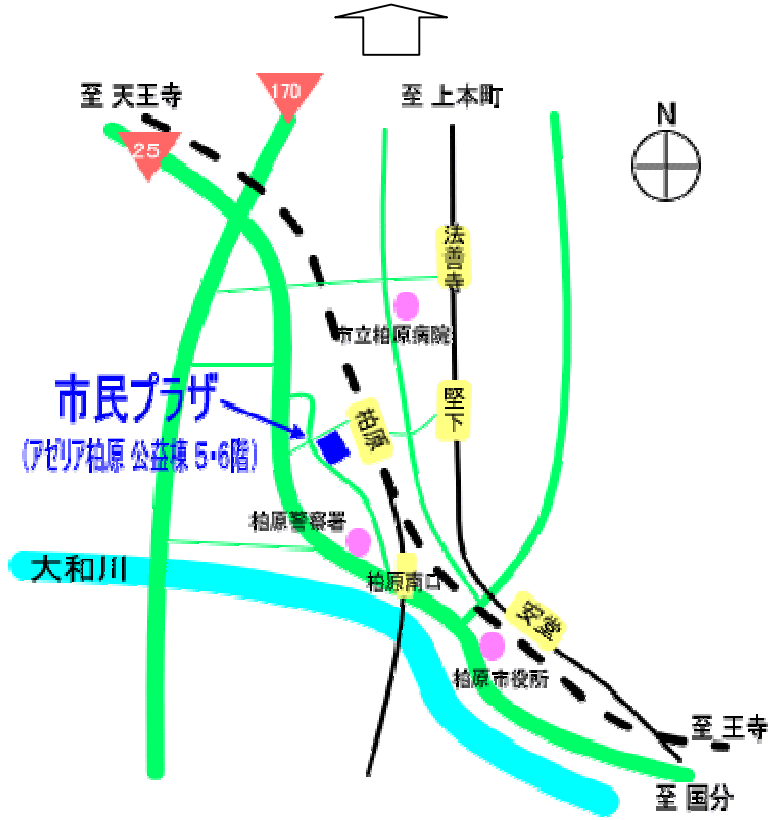 至 天王寺
170
至 上本町
N
25
法善寺
市立柏原病院
市民プラザ
堅下
柏原
(アゼリア柏原 公益棟 5・6階)
柏原警察署
大和川
柏原南口
安堂
柏原市役所
至 王寺
至 国分